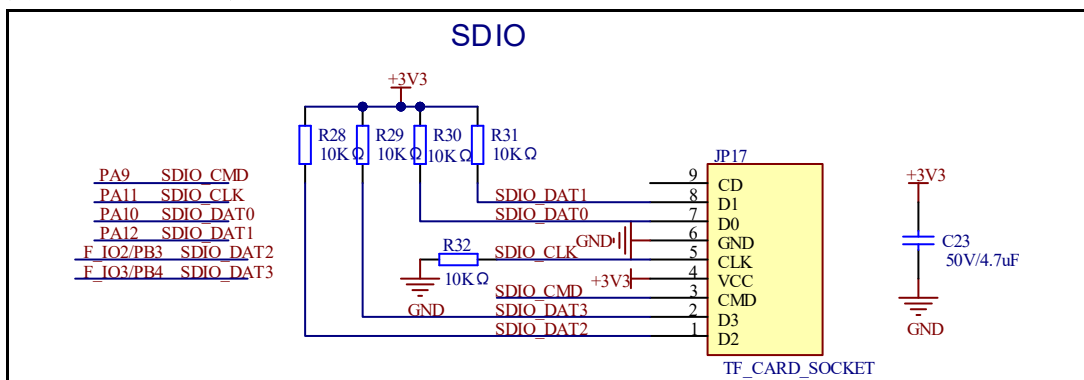 SDIO
+3V3
R28
10KΩ
R29
10KΩ
R30
10KΩ
R31
10KΩ
PA9 SDIO_CMD
PA11 SDIO_CLK
PA10 SDIO_DAT0
PA12 SDIO_DAT1
F_IO2/PB3 SDIO_DAT2
F_IO3/PB4 SDIO_DAT3
JP17
9 CD
SDIO_DAT1 8 D1
SDIO_DAT0 7 D0
GND 6 GND
R32
10KΩ
GND
SDIO_CLK 5 CLK
+3V3 4 VCC
SDIO_CMD 3 CMD
SDIO_DAT3 2 D3
SDIO_DAT2 1 D2
TF_CARD_SOCKET
+3V3
C23
50V/4.7uF
GND